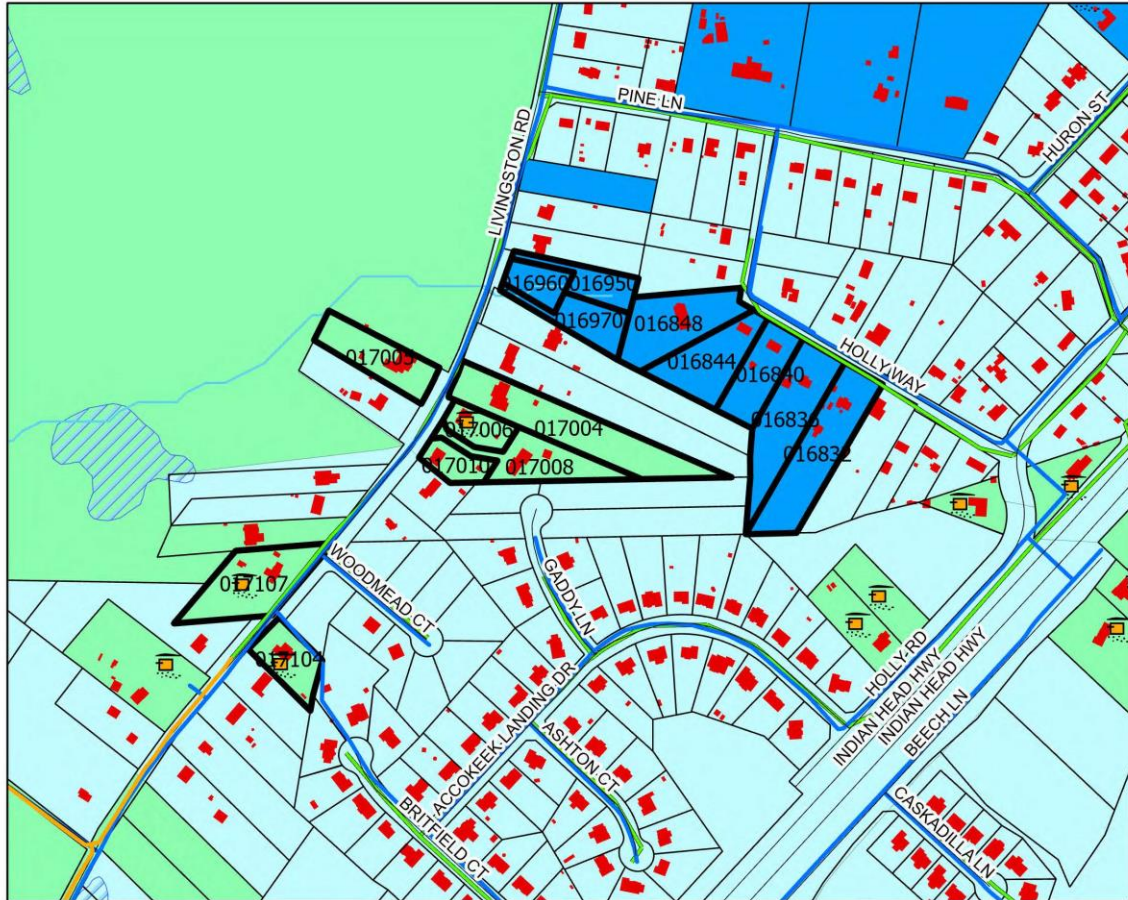 PINE LN
HURON ST
LIVINGSTON RD
016960
016950
016970
016848
016844
016840
HOLLY WAY
016836
016832
017005
017004
017006
017010
017008
017107
WOODMEAD CT
GADDY LN
017104
HOLLY RD
INDIAN HEAD HWY
INDIAN HEAD HWY
BEECH LN
ACCOKEEK LANDING DR
ASHTON CT
BRITFIELD CT
CASKADILLA LN